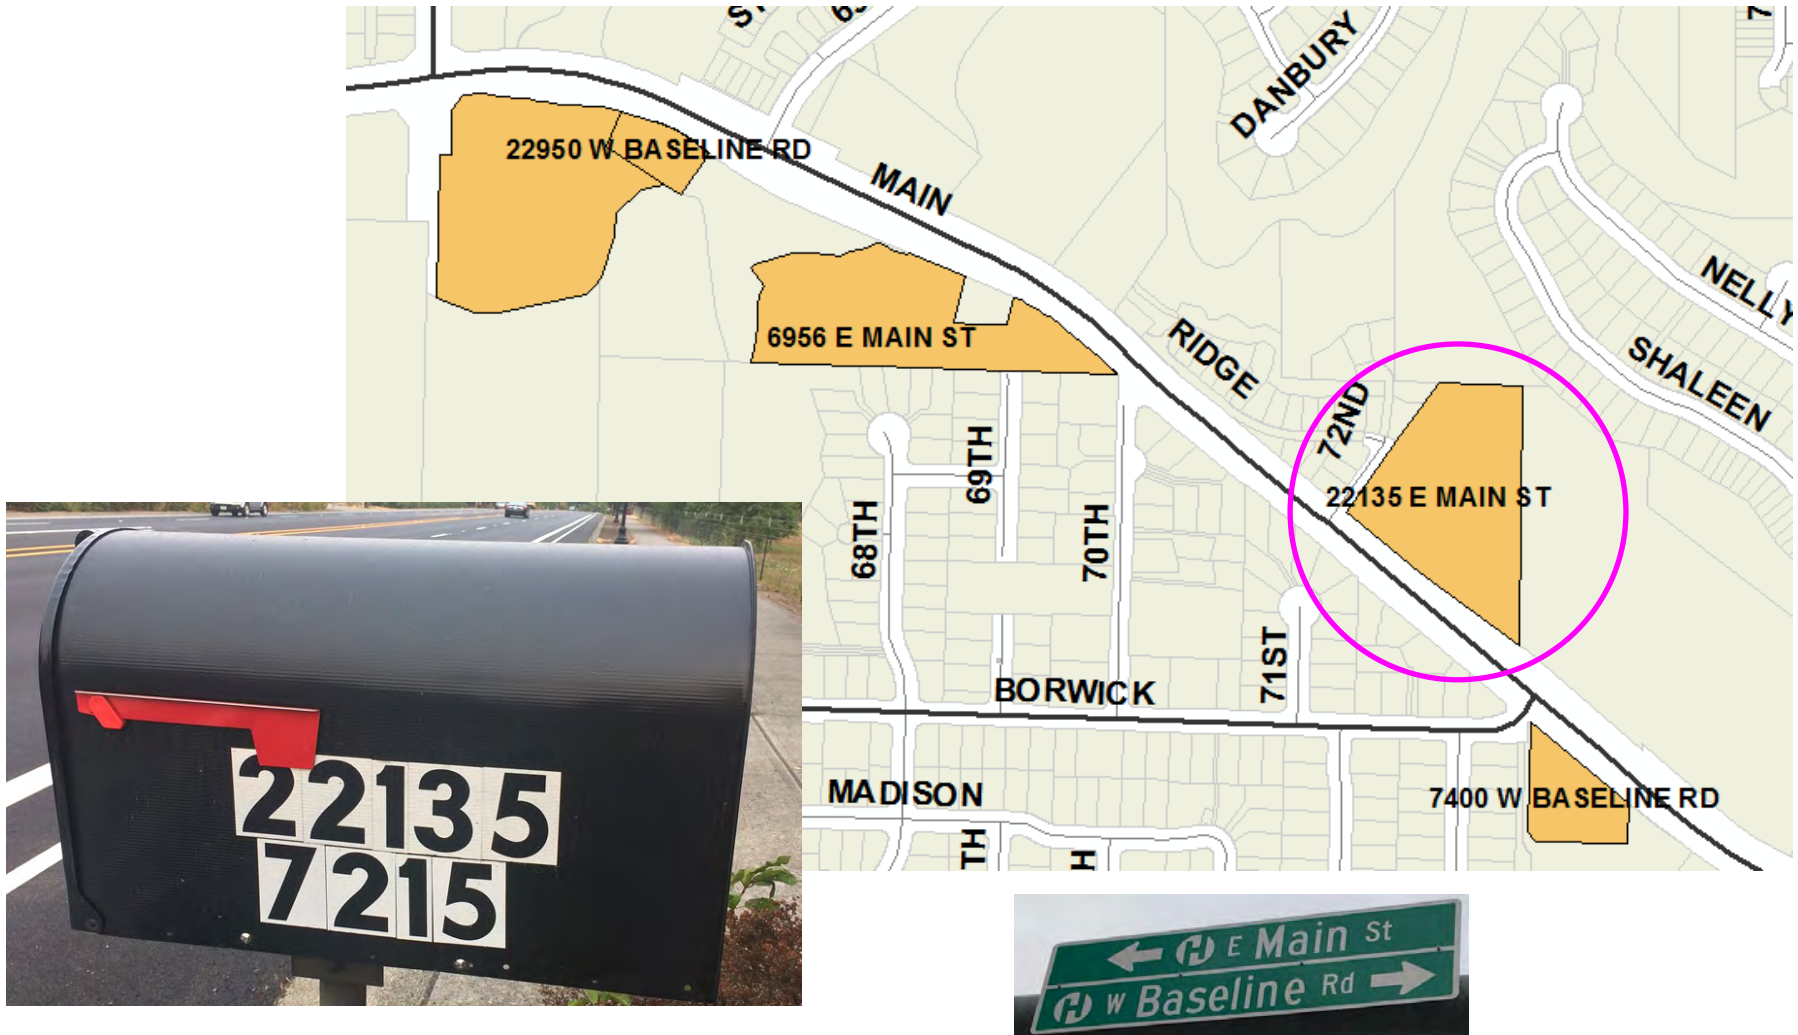 DANBURY
22950 W BASELINE RD
MAIN
NELLY
RIDGE
SHALEEN
6956 E MAIN ST
72ND
69TH
22135 E MAIN ST
68TH
70TH
71ST
BORWICK
MADISON
7400 W BASELINE RD
TH
H
22135
7215
E Main St
H W Baseline Rd